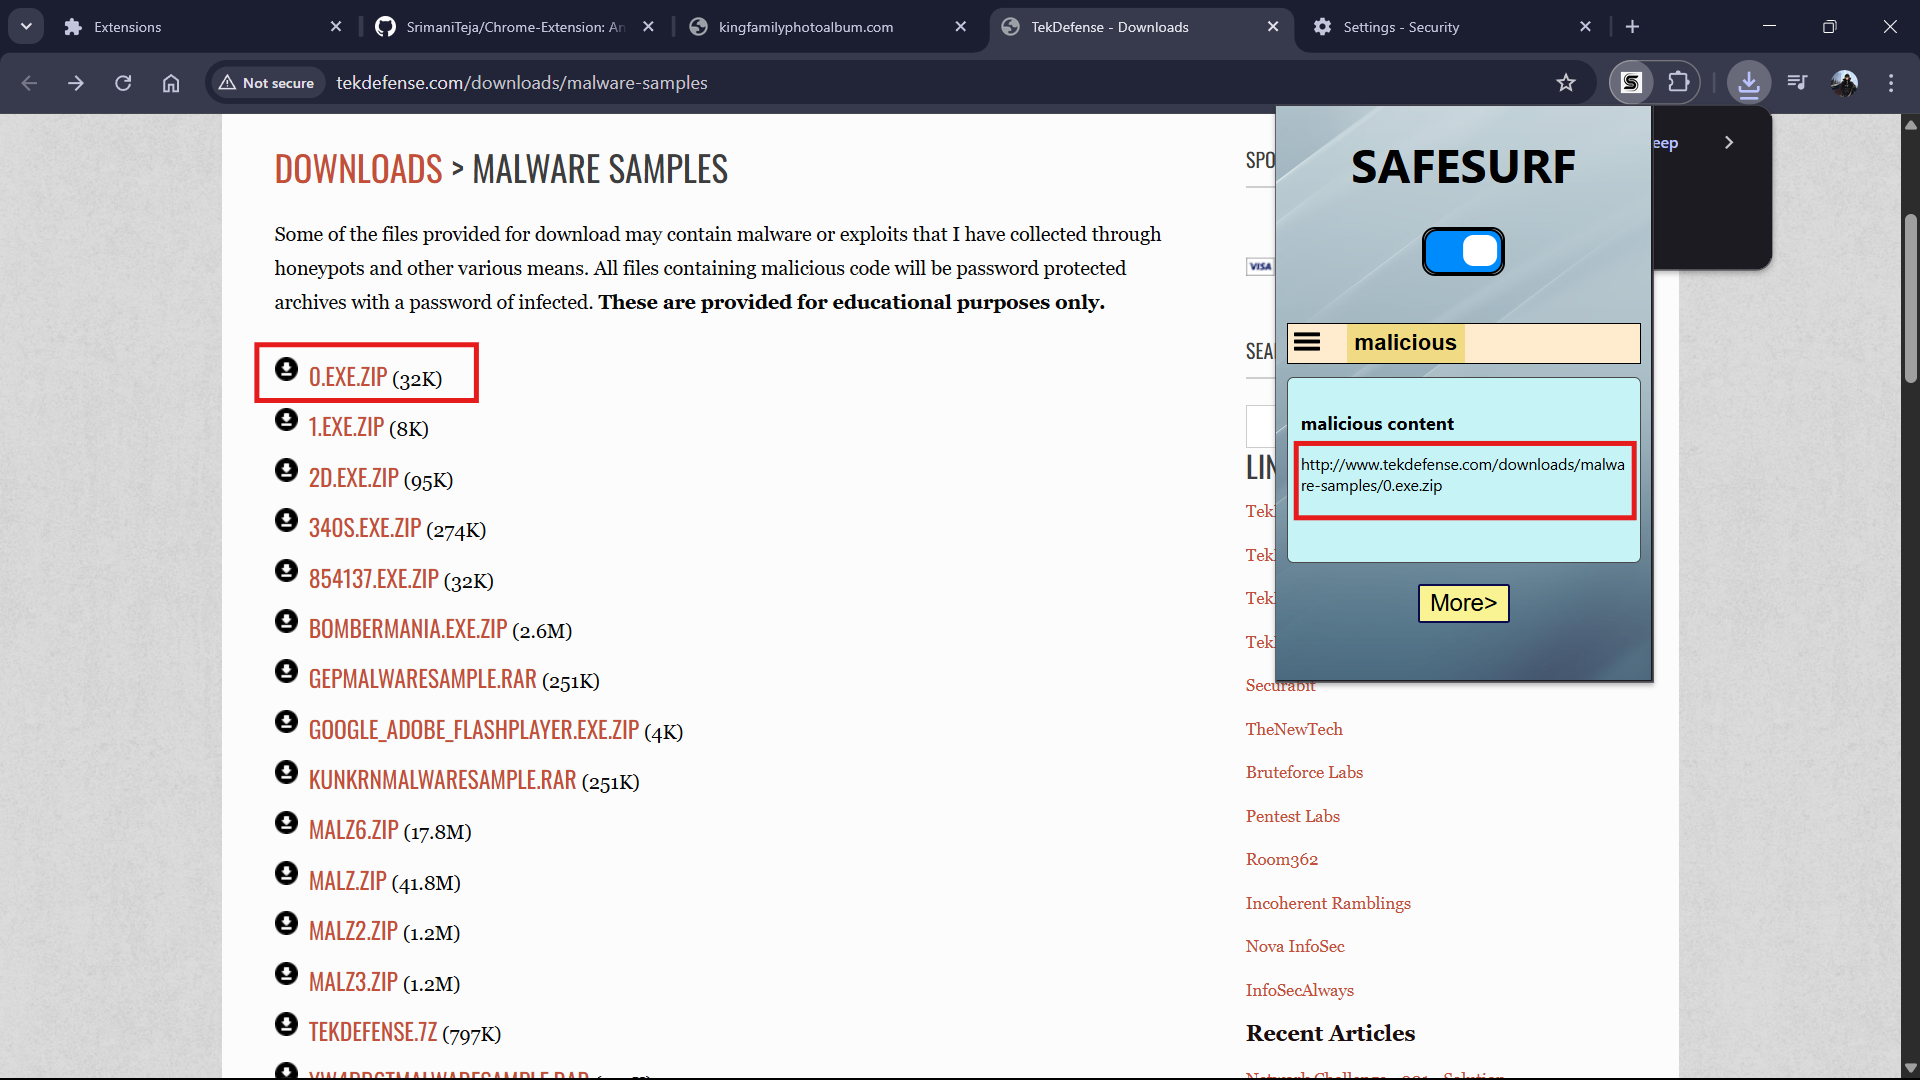 Extensions
SrimaniTeja/Chrome-Extension: An
kingfamilyphotoalbum.com
TekDefense - Downloads
Settings - Security
Not secure
tekdefense.com/downloads/malware-samples
DOWNLOADS > MALWARE SAMPLES
Some of the files provided for download may contain malware or exploits that I have collected through
honeypots and other various means. All files containing malicious code will be password protected
archives with a password of infected. These are provided for educational purposes only.
0.EXE.ZIP (32K)
1.EXE.ZIP (8K)
2D.EXE.ZIP (95K)
340S.EXE.ZIP (274K)
854137.EXE.ZIP (32K)
BOMBERMANIA.EXE.ZIP (2.6M)
GEPMALWARESAMPLE.RAR (251K)
GOOGLE_ADOBE_FLASHPLAYER.EXE.ZIP (4K)
KUNKRNMALWARESAMPLE.RAR (251K)
MALZ6.ZIP (17.8M)
MALZ.ZIP (41.8M)
MALZ2.ZIP (1.2M)
MALZ3.ZIP (1.2M)
TEKDEFENSE.7Z (797K)
SPO
VISA
SEA
LIN
Tek
Tek
Tek
Tek
Securabit
TheNewTech
Bruteforce Labs
Pentest Labs
Room362
Incoherent Ramblings
Nova InfoSec
InfoSecAlways
Recent Articles
eep
SAFESURF
malicious
malicious content
http://www.tekdefense.com/downloads/malwa
re-samples/0.exe.zip
More>